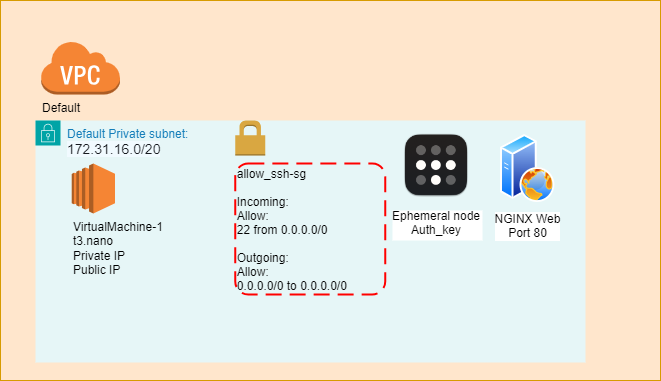 VPC
Default
Default Private subnet:
172.31.16.0/20
VirtualMachine-1
t3.nano
Private IP
Public IP
allow_ssh-sg
Incoming:
Allow:
22 from 0.0.0.0/0
Outgoing:
Allow:
0.0.0.0/0 to 0.0.0.0/0
Ephemeral node
Auth_key
NGINX Web
Port 80